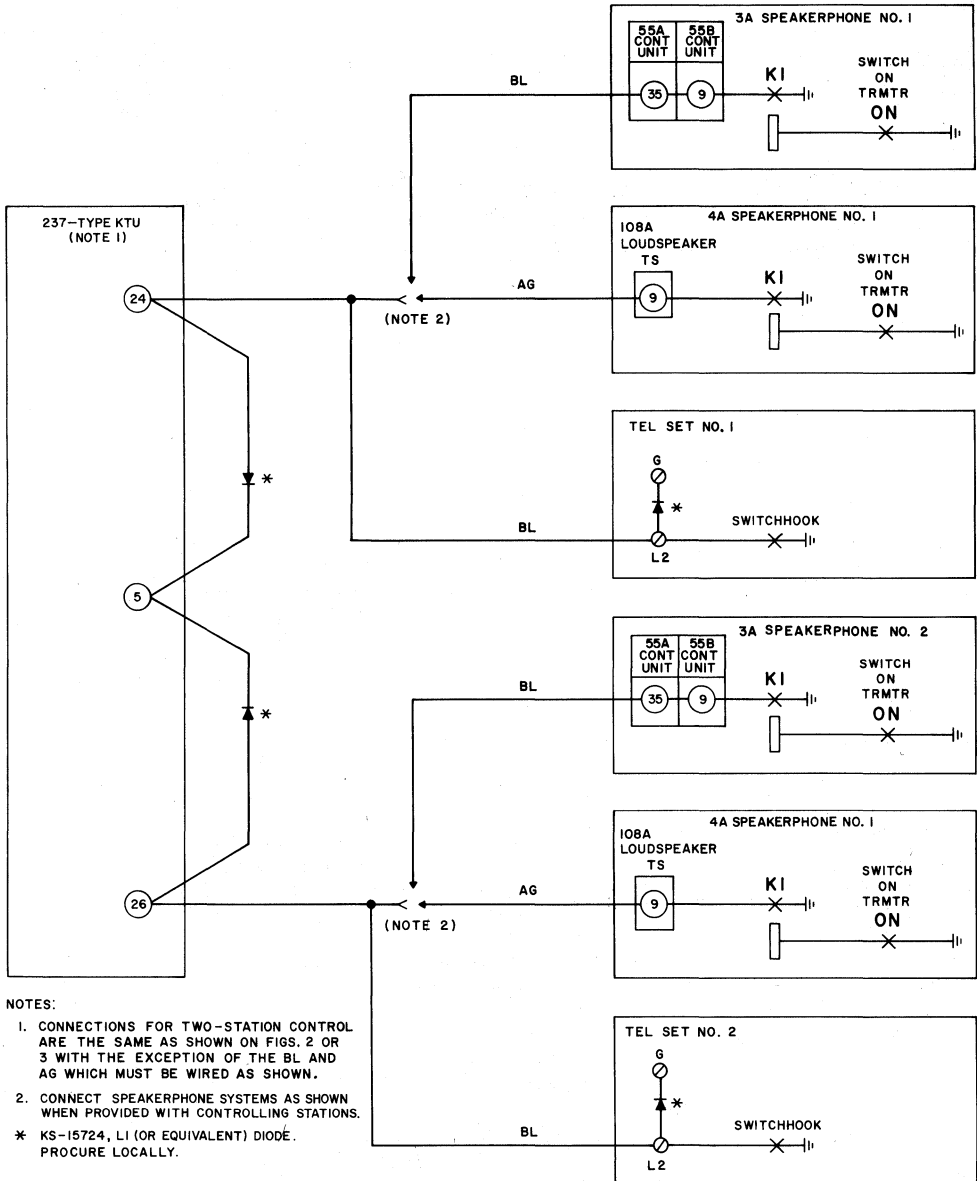 3A SPEAKERPHONE NO. 1
55A CONT UNIT
55B CONT UNIT
35
9
K1
SWITCH
ON
TRMTR
ON
BL
237-TYPE KTU
(NOTE 1)
4A SPEAKERPHONE NO. 1
108A
LOUDSPEAKER
TS
9
K1
SWITCH
ON
TRMTR
ON
AG
24
(NOTE 2)
*
TEL SET NO. 1
G
*
SWITCHHOOK
L2
BL
5
3A SPEAKERPHONE NO. 2
55A CONT UNIT
55B CONT UNIT
35
9
K1
SWITCH
ON
TRMTR
ON
BL
*
4A SPEAKERPHONE NO. 1
108A
LOUDSPEAKER
TS
9
K1
SWITCH
ON
TRMTR
ON
AG
26
(NOTE 2)
TEL SET NO. 2
G
*
SWITCHHOOK
L2
BL
NOTES:
1. CONNECTIONS FOR TWO-STATION CONTROL
ARE THE SAME AS SHOWN ON FIGS. 2 OR
3 WITH THE EXCEPTION OF THE BL AND
AG WHICH MUST BE WIRED AS SHOWN.
2. CONNECT SPEAKERPHONE SYSTEMS AS SHOWN
WHEN PROVIDED WITH CONTROLLING STATIONS.
* KS-15724, L1 (OR EQUIVALENT) DIODE.
PROCURE LOCALLY.